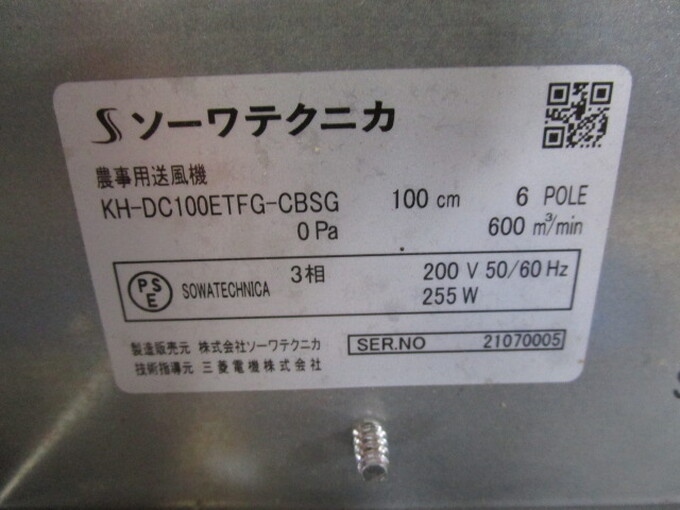 ソーワテクニカ
農事用送風機
KH-DC100ETFG-CBSG 100 cm 6 POLE
0 Pa 600 m³/min
PSE SOWATECHNICA 3相 200 V 50/60 Hz
255 W
製造販売元 株式会社ソーワテクニカ
技術指導元 三菱電機株式会社
SER.NO 21070005